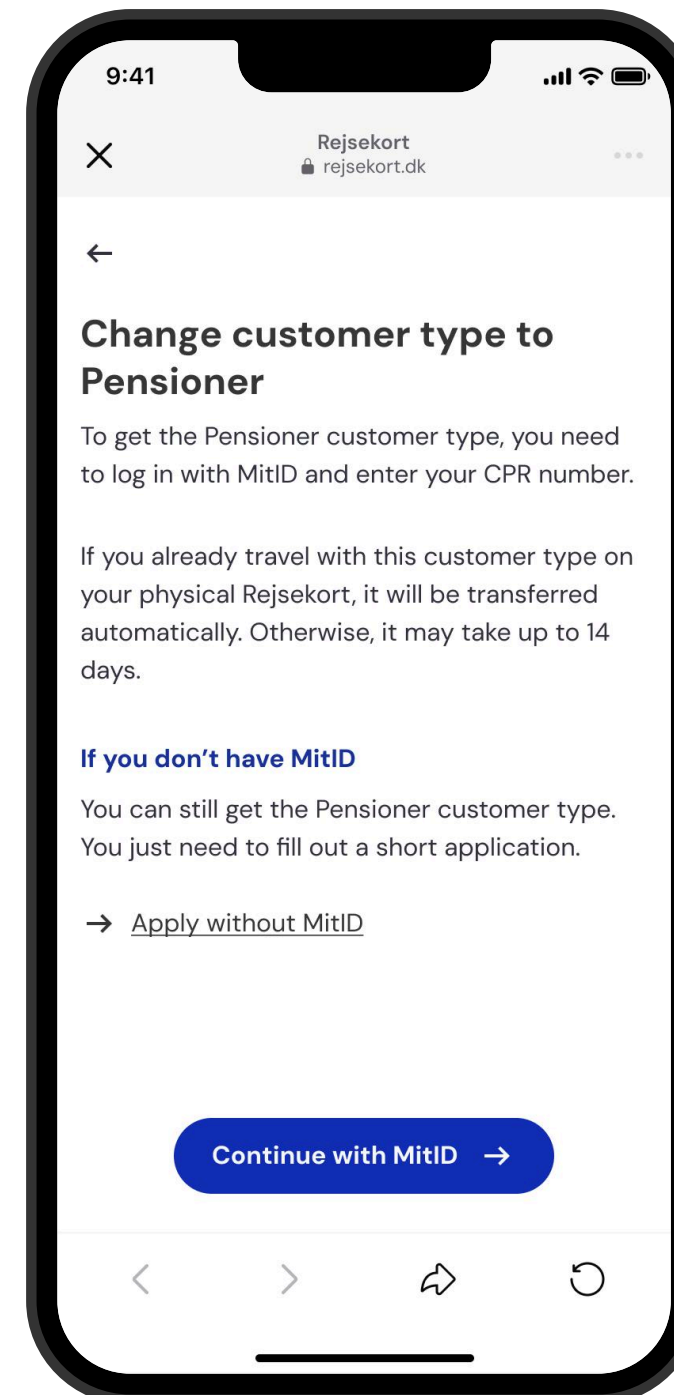 9:41
Rejsekort
rejsekort.dk
Change customer type to
Pensioner
To get the Pensioner customer type, you need
to log in with MitID and enter your CPR number.
If you already travel with this customer type on
your physical Rejsekort, it will be transferred
automatically. Otherwise, it may take up to 14
days.
If you don’t have MitID
You can still get the Pensioner customer type.
You just need to fill out a short application.
Apply without MitID
Continue with MitID